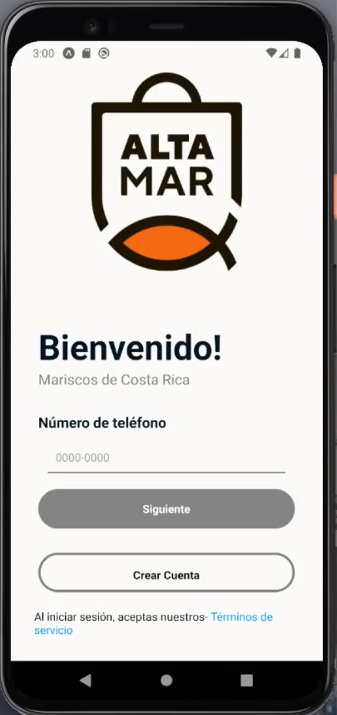 3:00
ALTA
MAR
Bienvenido!
Mariscos de Costa Rica
Número de teléfono
0000-0000
Siguiente
Crear Cuenta
Al iniciar sesión, aceptas nuestros- Términos de
servicio